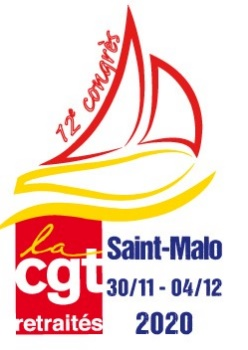 12e congrès
la
cgt
retraités
Saint-Malo
30/11 - 04/12
2020